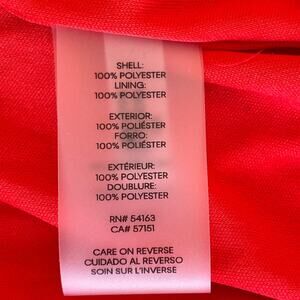 SHELL:
100% POLYESTER
LINING:
100% POLYESTER
EXTERIOR:
100% POLIÉSTER
FORRO:
100% POLIÉSTER
EXTÉRIEUR:
100% POLYESTER
DOUBLURE:
100% POLYESTER
RN# 54163
CA# 57151
CARE ON REVERSE
CUIDADO AL REVERSO
SOIN SUR L'INVERSE